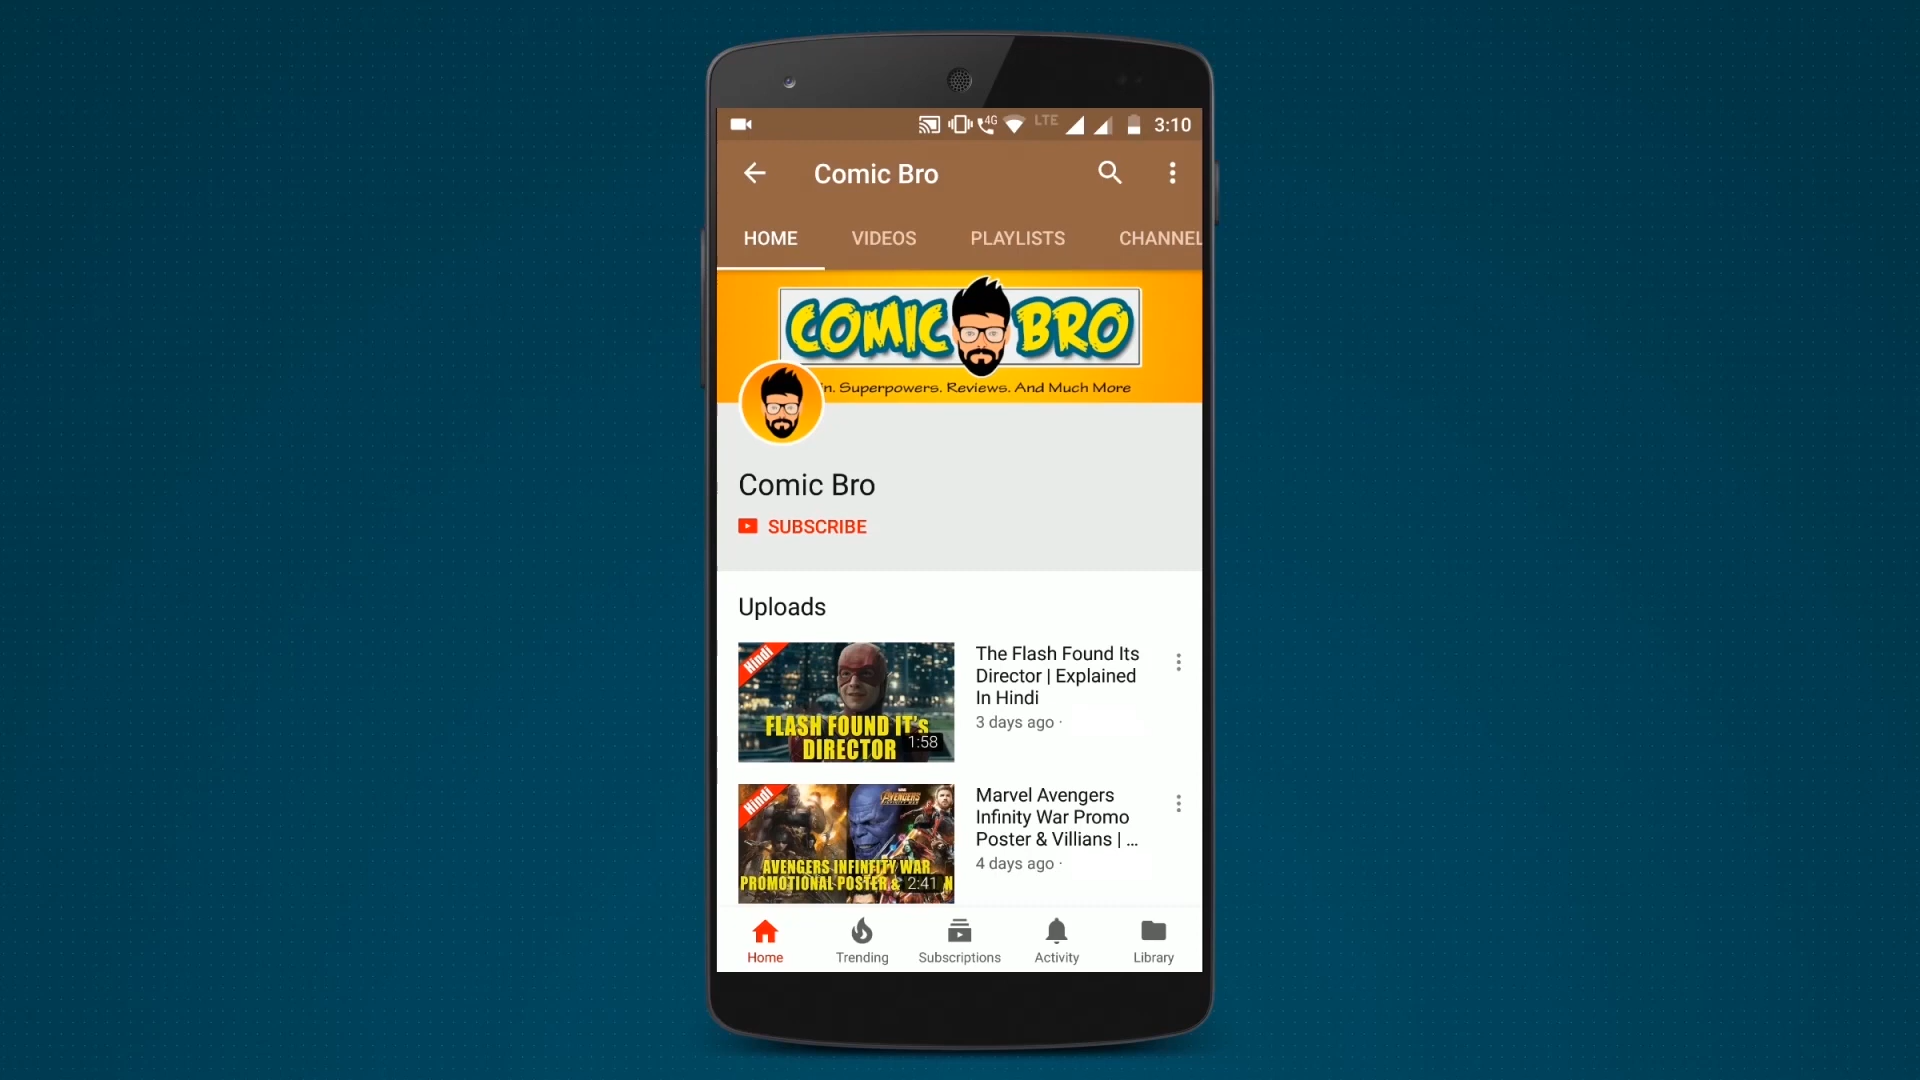 4G LTE 3:10
Comic Bro
HOME VIDEOS PLAYLISTS CHANNEL
COMIC BRO
n. Superpowers. Reviews. And Much More
Comic Bro
SUBSCRIBE
Uploads
Hindi
FLASH FOUND IT's
DIRECTOR
1:58
The Flash Found Its
Director | Explained
In Hindi
3 days ago ·
Hindi
AVENGERS
AVENGERS INFINFITY WAR
PROMOTIONAL POSTER & N
2:41
Marvel Avengers
Infinity War Promo
Poster & Villians | ...
4 days ago ·
Home Trending Subscriptions Activity Library